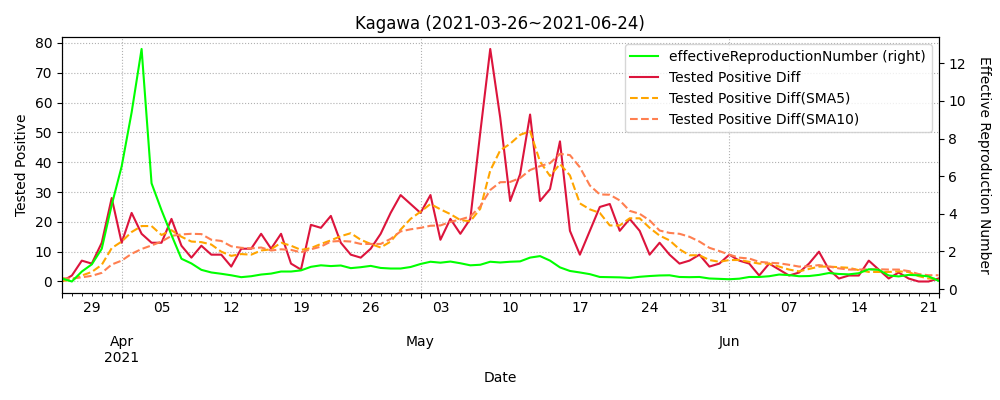 Kagawa (2021-03-26~2021-06-24)
effectiveReproductionNumber (right)
Tested Positive Diff
Tested Positive Diff(SMA5)
Tested Positive Diff(SMA10)
Tested Positive
80
70
60
50
40
30
20
10
0
Effective Reproduction Number
12
10
8
6
4
2
0
29 05 12 19 26 03 10 17 24 31 07 14 21
Apr May Jun
2021
Date